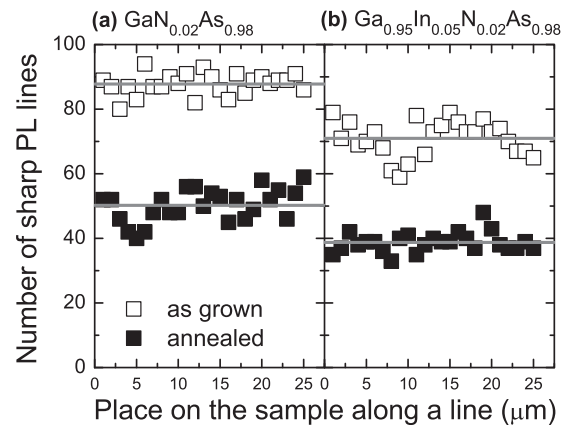 (a) GaN0.02As0.98 (b) Ga0.95In0.05N0.02As0.98
Number of sharp PL lines
100
80
60
40
20
0
as grown
annealed
0 5 10 15 20 25 0 5 10 15 20 25
Place on the sample along a line (μm)